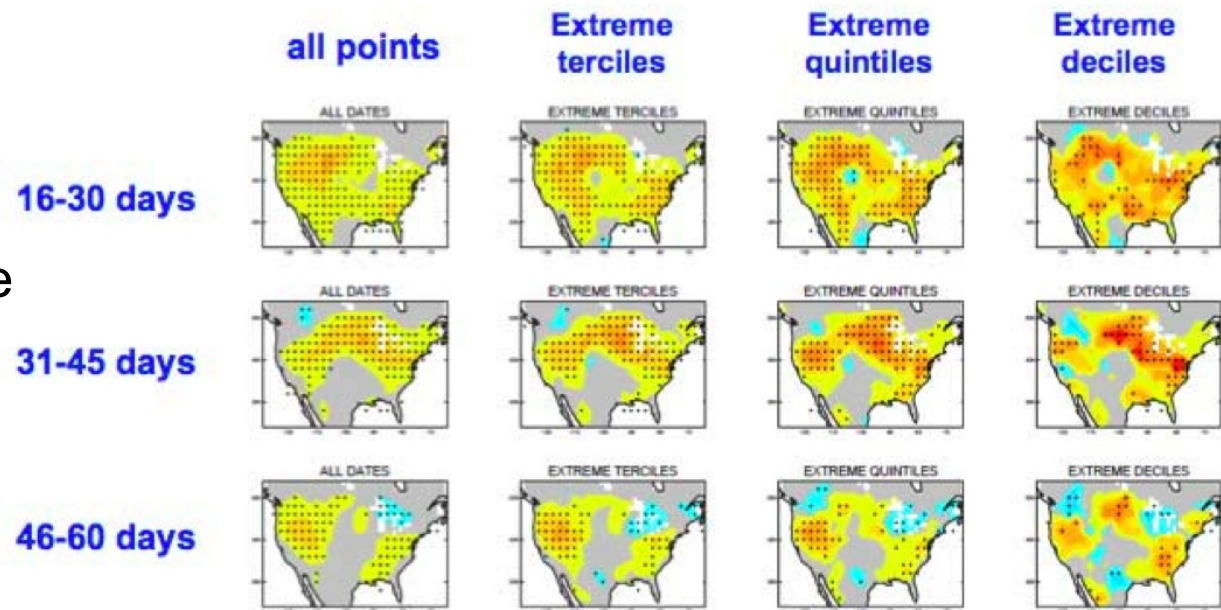 all points
Extreme
terciles
Extreme
quintiles
Extreme
deciles
ALL DATES
EXTREME TERCILES
EXTREME QUINTILES
EXTREME DECILES
16-30 days
e
ALL DATES
EXTREME TERCILES
EXTREME QUINTILES
EXTREME DECILES
31-45 days
ALL DATES
EXTREME TERCILES
EXTREME QUINTILES
EXTREME DECILES
46-60 days